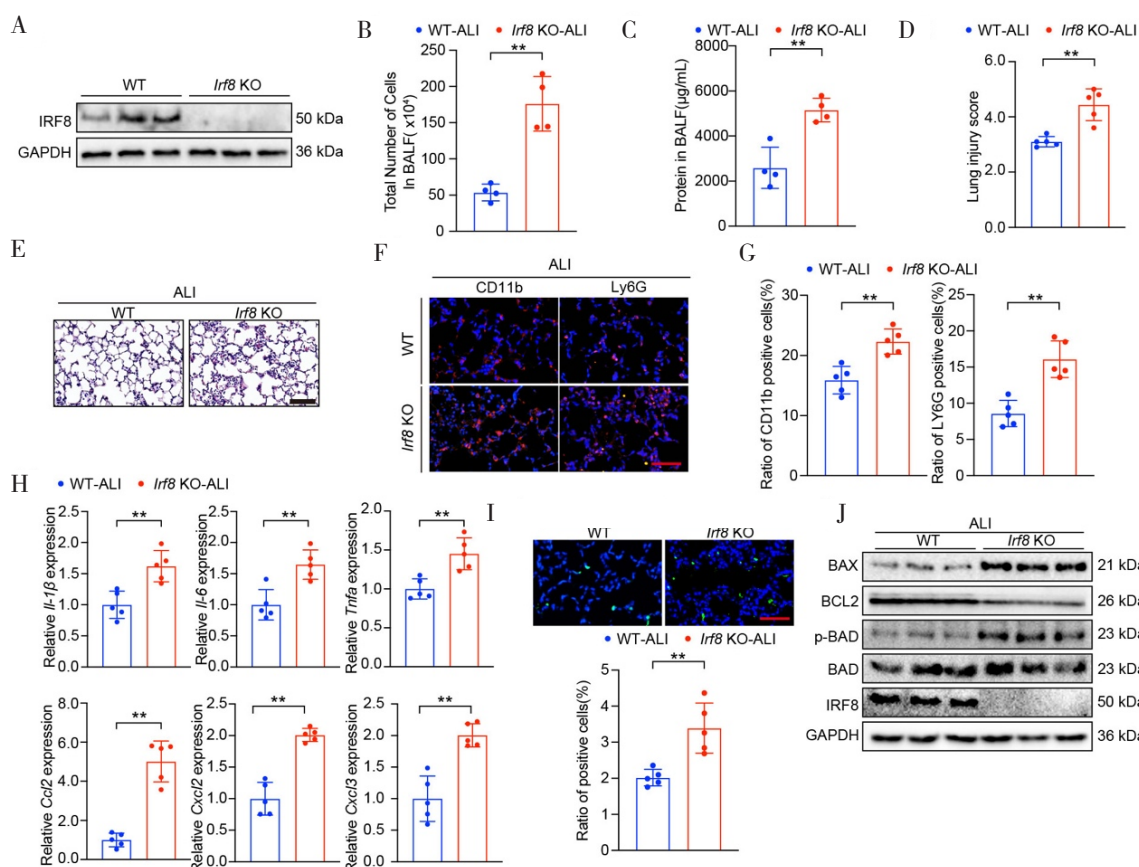 A
WT
Irf8 KO
IRF8
50 kDa
GAPDH
36 kDa
B
WT-ALI
Irf8 KO-ALI
**
Total Number of Cells
In BALF( x10⁴)
250
200
150
100
50
0
C
WT-ALI
Irf8 KO-ALI
**
Protein in BALF(μg/mL)
8000
6000
4000
2000
0
D
WT-ALI
Irf8 KO-ALI
**
Lung injury score
6.0
4.0
2.0
0.0
E
ALI
WT
Irf8 KO
F
ALI
CD11b
Ly6G
WT
Irf8 KO
G
WT-ALI
Irf8 KO-ALI
**
Ratio of CD11b positive cells(%)
30
20
10
0
**
Ratio of LY6G positive cells(%)
25
20
15
10
5
0
H
WT-ALI
Irf8 KO-ALI
**
Relative Il-1β expression
2.5
2.0
1.5
1.0
0.5
0.0
**
Relative Il-6 expression
2.5
2.0
1.5
1.0
0.5
0.0
**
Relative Tnfa expression
2.0
1.5
1.0
0.5
0.0
**
Relative Ccl2 expression
8.0
6.0
4.0
2.0
0.0
**
Relative Cxcl2 expression
2.5
2.0
1.5
1.0
0.5
0.0
**
Relative Cxcl3 expression
2.5
2.0
1.5
1.0
0.5
0.0
I
WT
Irf8 KO
WT-ALI
Irf8 KO-ALI
**
Ratio of positive cells(%)
5
4
3
2
1
0
J
ALI
WT
Irf8 KO
BAX
21 kDa
BCL2
26 kDa
p-BAD
23 kDa
BAD
23 kDa
IRF8
50 kDa
GAPDH
36 kDa